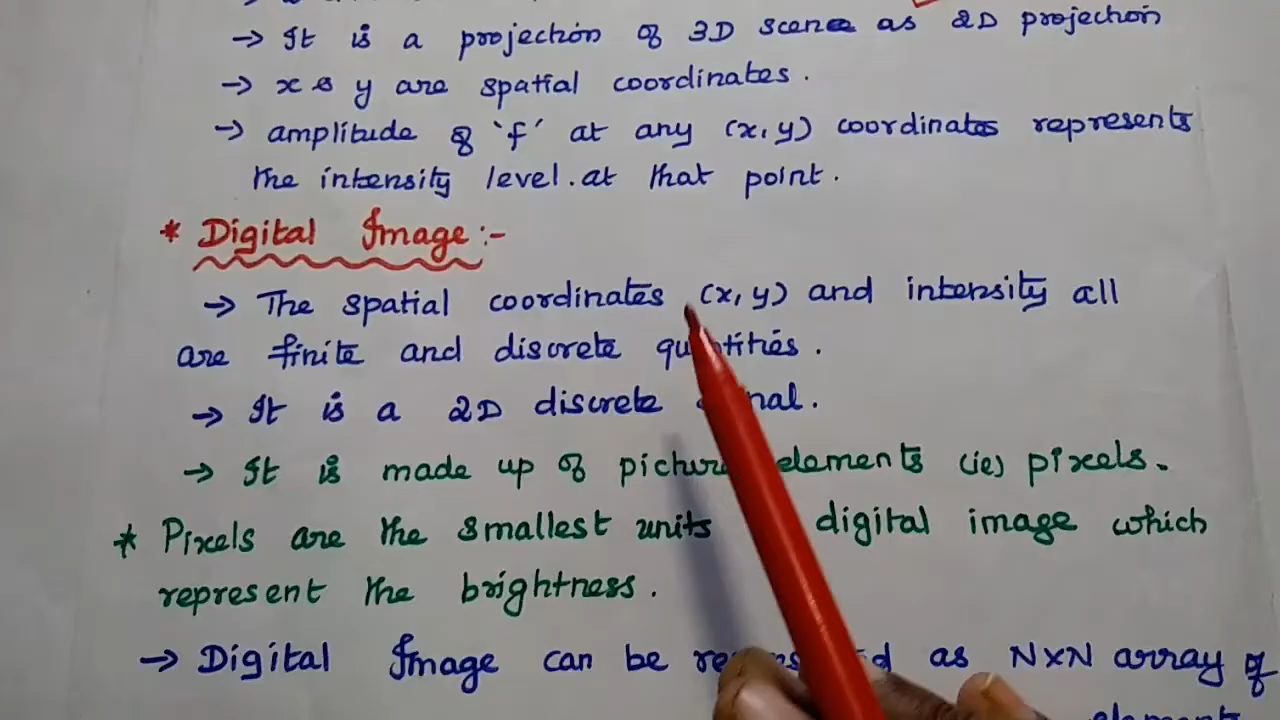 → It is a projection of 3D scene as 2D projection
→ x & y are spatial coordinates.
→ amplitude of 'f' at any (x,y) coordinates represents
the intensity level at that point.
* Digital Image:-
→ The spatial coordinates (x,y) and intensity all
are finite and discrete quantities.
→ It is a 2D discrete signal.
→ It is made up of picture elements (ie) pixels.
* Pixels are the smallest units digital image which
represent the brightness.
→ Digital Image can be as NxN array of